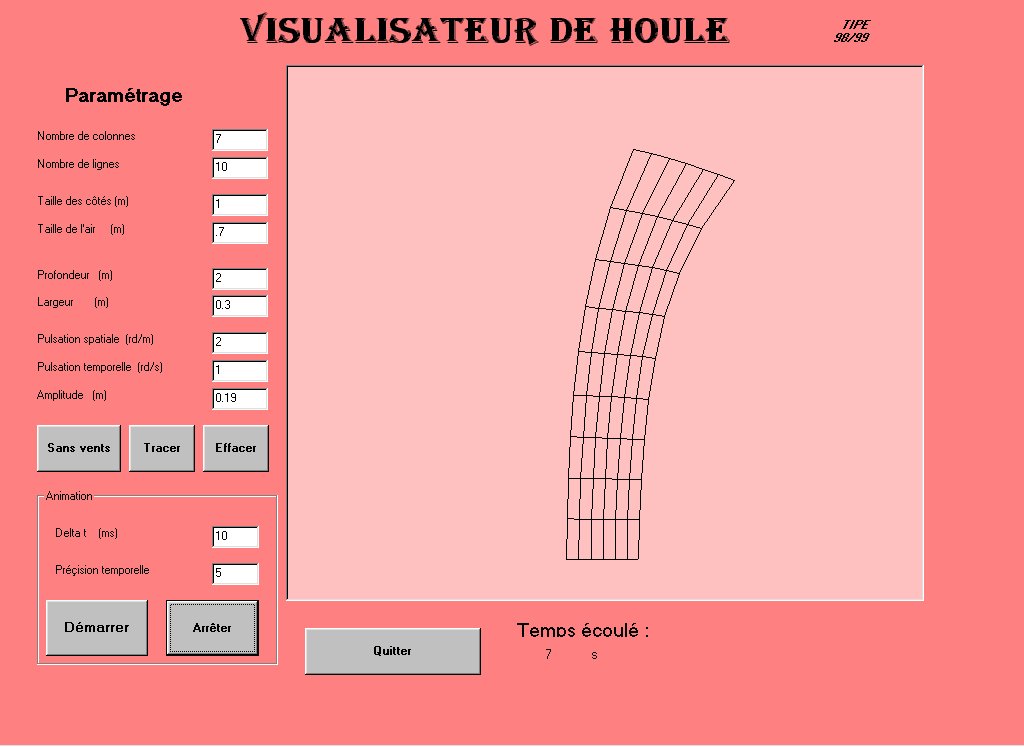 VISUALISATEUR DE HOULE
TIPE
98/99
Paramétrage
Nombre de colonnes 7
Nombre de lignes 10
Taille des côtés (m) 1
Taille de l'air (m) .7
Profondeur (m) 2
Largeur (m) 0.3
Pulsation spatiale (rd/m) 2
Pulsation temporelle (rd/s) 1
Amplitude (m) 0.19
Sans vents Tracer Effacer
Animation
Delta t (ms) 10
Préçision temporelle 5
Démarrer Arrêter
Quitter
Temps écoulé :
7 s